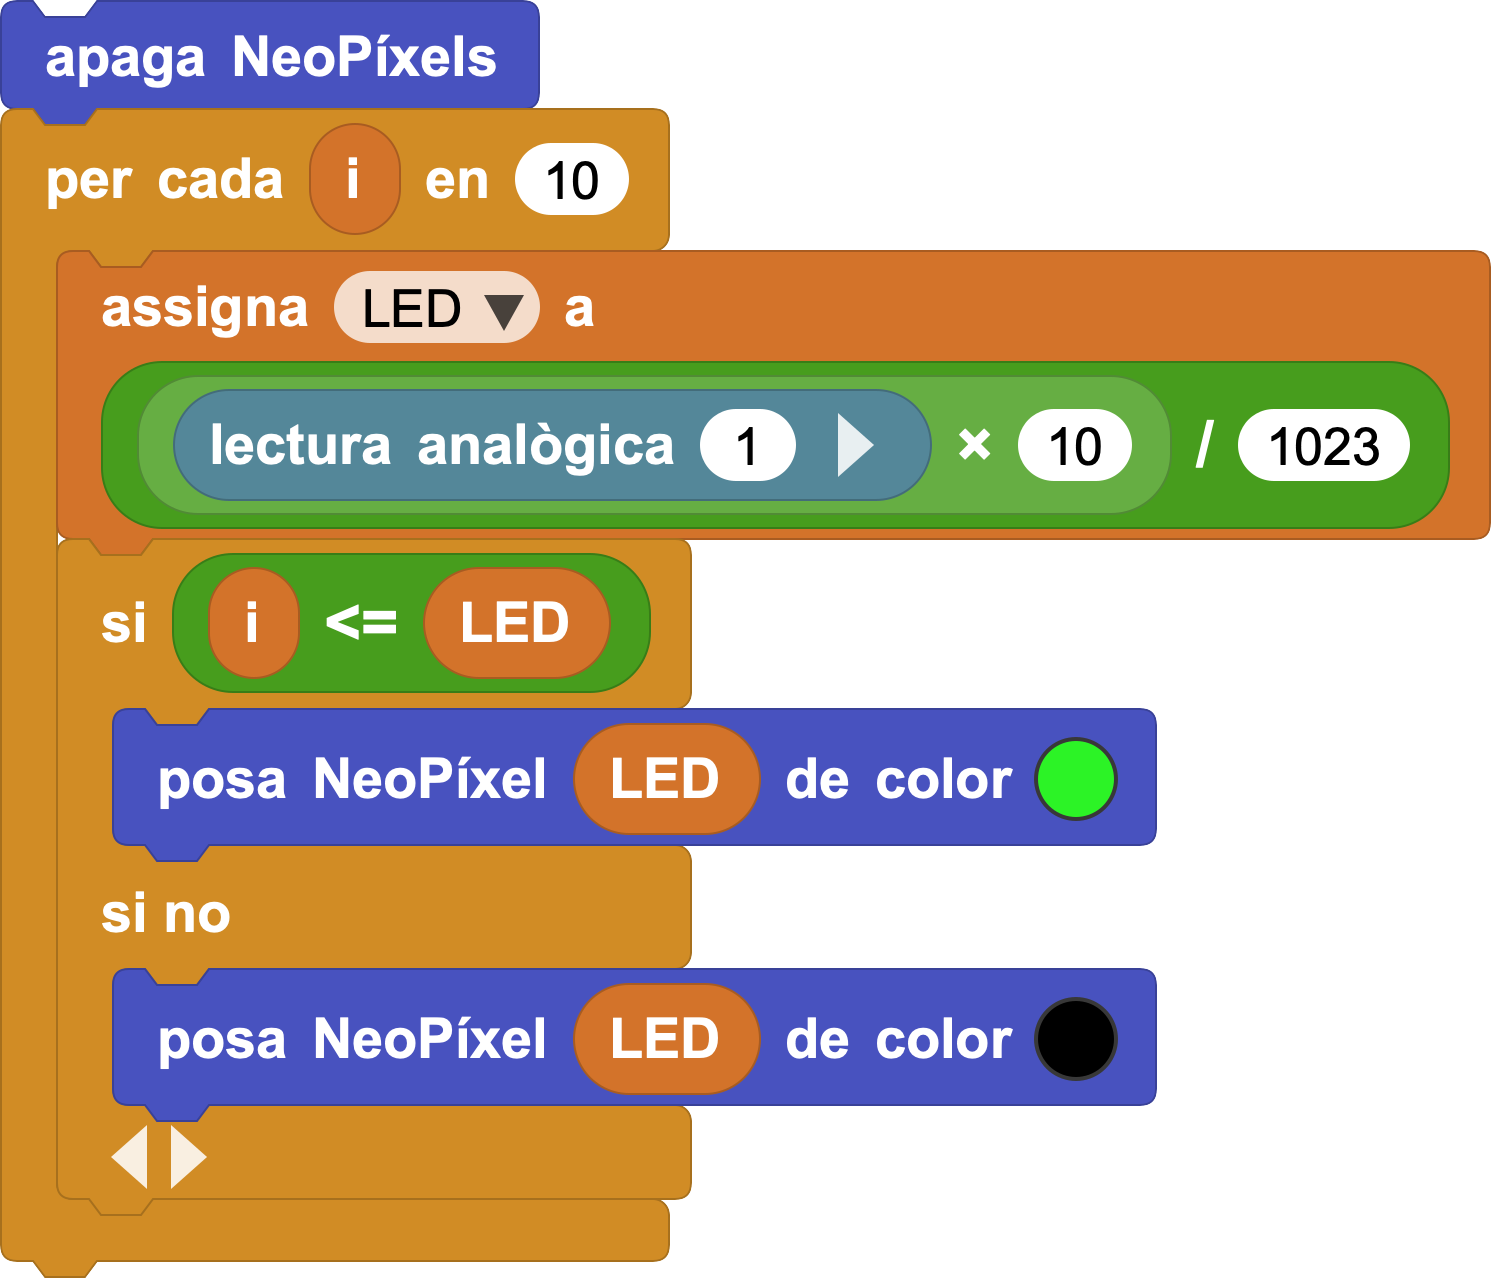 apaga NeoPíxels
per cada i en 10
assigna LED a
lectura analògica 1 × 10 / 1023
si i <= LED
posa NeoPíxel LED de color
si no
posa NeoPíxel LED de color